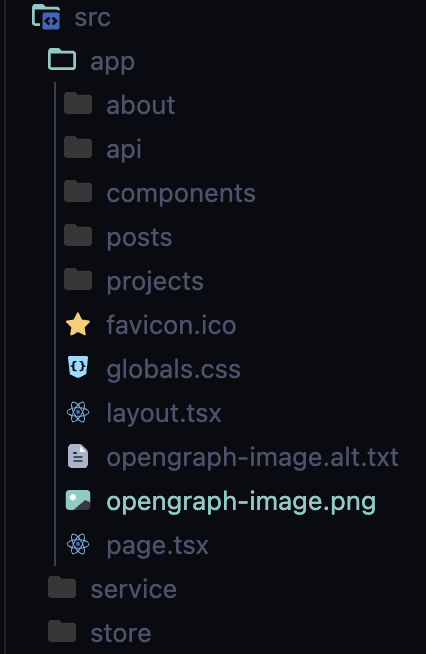 src
app
about
api
components
posts
projects
favicon.ico
globals.css
layout.tsx
opengraph-image.alt.txt
opengraph-image.png
page.tsx
service
store